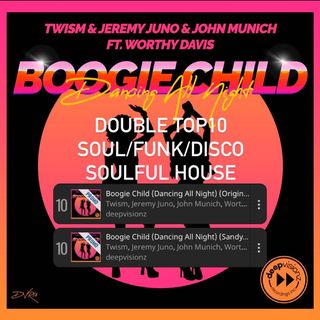 TWISM & JEREMY JUNO & JOHN MUNICH
FT. WORTHY DAVIS
BOOGIE CHILD
Dancing All Night
DOUBLE TOP10
SOUL/FUNK/DISCO
SOULFUL HOUSE
10
Boogie Child (Dancing All Night) (Origin...
Twism, Jeremy Juno, John Munich, Wort...
deepvisionz
10
Boogie Child (Dancing All Night) (Sandy...
Twism, Jeremy Juno, John Munich, Wort...
deepvisionz
deepvisionz